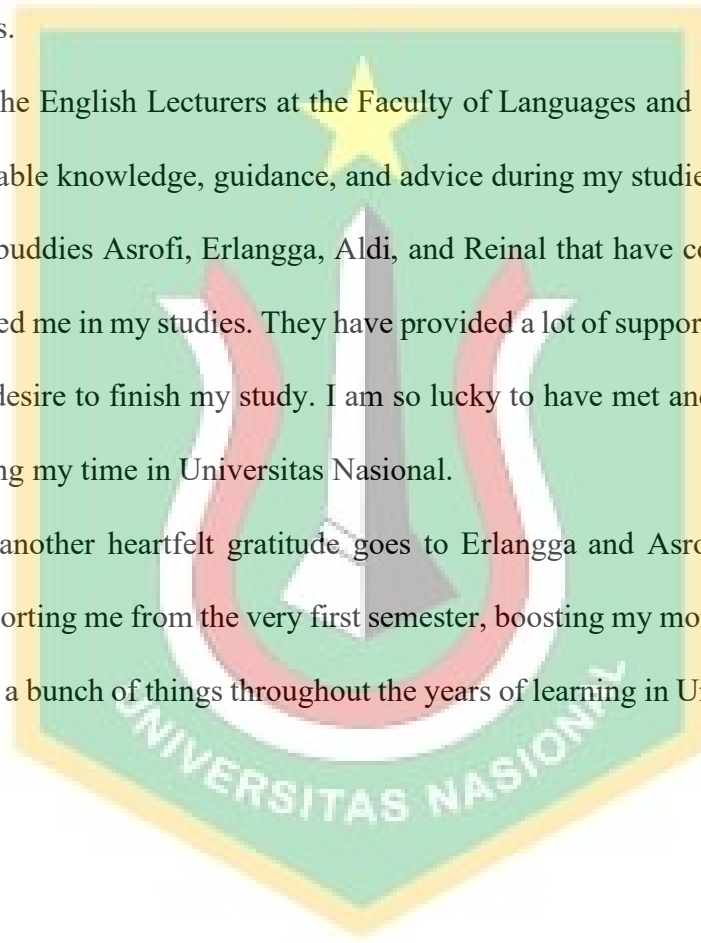 s.
he English Lecturers at the Faculty of Languages and
able knowledge, guidance, and advice during my studie
buddies Asrofi, Erlangga, Aldi, and Reinal that have co
ed me in my studies. They have provided a lot of suppor
desire to finish my study. I am so lucky to have met and
ng my time in Universitas Nasional.
another heartfelt gratitude goes to Erlangga and Asro
orting me from the very first semester, boosting my mo
a bunch of things throughout the years of learning in Un
UNIVERSITAS NASIONAL